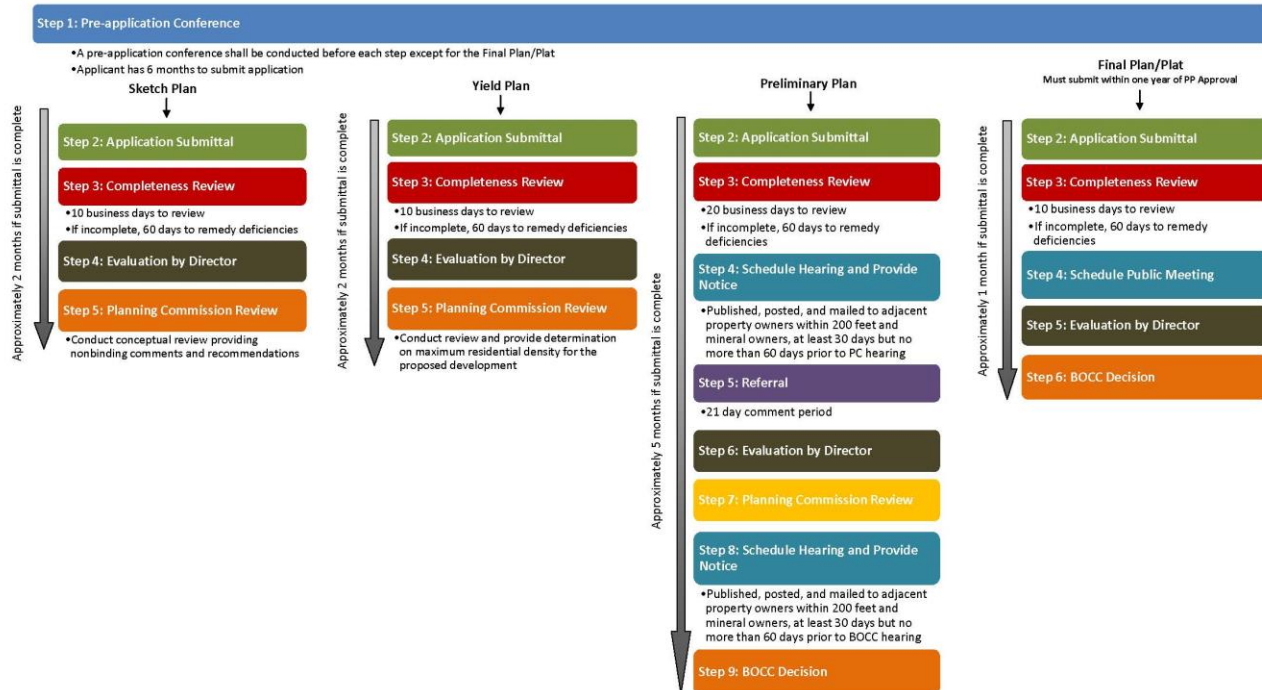 Step 1: Pre-application Conference
•A pre-application conference shall be conducted before each step except for the Final Plan/Plat
•Applicant has 6 months to submit application
Sketch Plan
Approximately 2 months if submittal is complete
Step 2: Application Submittal
Step 3: Completeness Review
•10 business days to review
•If incomplete, 60 days to remedy deficiencies
Step 4: Evaluation by Director
Step 5: Planning Commission Review
•Conduct conceptual review providing
nonbinding comments and recommendations
Yield Plan
Approximately 2 months if submittal is complete
Step 2: Application Submittal
Step 3: Completeness Review
•10 business days to review
•If incomplete, 60 days to remedy deficiencies
Step 4: Evaluation by Director
Step 5: Planning Commission Review
•Conduct review and provide determination
on maximum residential density for the
proposed development
Preliminary Plan
Approximately 5 months if submittal is complete
Step 2: Application Submittal
Step 3: Completeness Review
•20 business days to review
•If incomplete, 60 days to remedy
deficiencies
Step 4: Schedule Hearing and Provide
Notice
•Published, posted, and mailed to adjacent
property owners within 200 feet and
mineral owners, at least 30 days but no
more than 60 days prior to PC hearing
Step 5: Referral
•21 day comment period
Step 6: Evaluation by Director
Step 7: Planning Commission Review
Step 8: Schedule Hearing and Provide
Notice
•Published, posted, and mailed to adjacent
property owners within 200 feet and
mineral owners, at least 30 days but no
more than 60 days prior to BOCC hearing
Step 9: BOCC Decision
Final Plan/Plat
Must submit within one year of PP Approval
Approximately 1 month if submittal is complete
Step 2: Application Submittal
Step 3: Completeness Review
•10 business days to review
•If incomplete, 60 days to remedy
deficiencies
Step 4: Schedule Public Meeting
Step 5: Evaluation by Director
Step 6: BOCC Decision